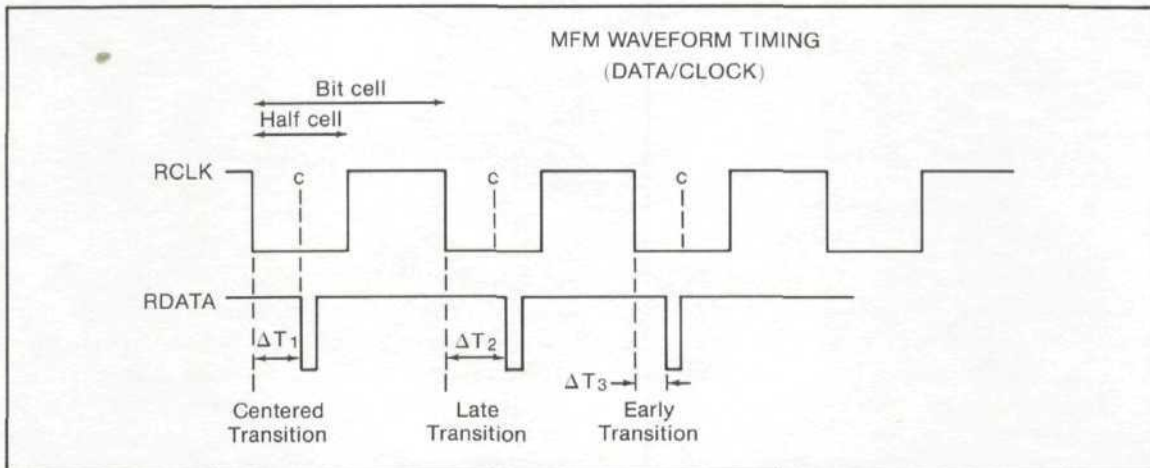 MFM WAVEFORM TIMING
(DATA/CLOCK)
Bit cell
Half cell
RCLK
c c c
RDATA
ΔT1 ΔT2 ΔT3
Centered Transition
Late Transition
Early Transition